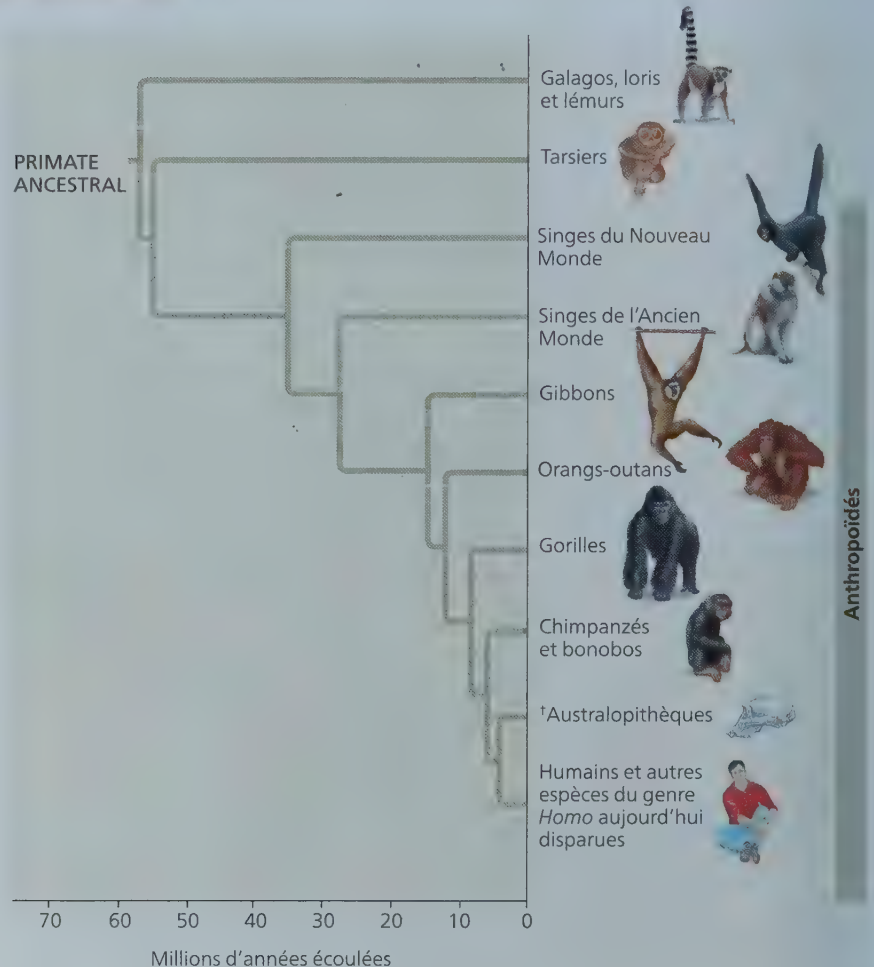 Galagos, loris
et lémurs
PRIMATE
ANCESTRAL
Tarsiers
Singes du Nouveau
Monde
Singes de l'Ancien
Monde
Gibbons
Orangs-outans
Gorilles
Chimpanzés
et bonobos
†Australopithèques
Humains et autres
espèces du genre
Homo aujourd'hui
disparues
Anthropoïdés
70 60 50 40 30 20 10 0
Millions d'années écoulées